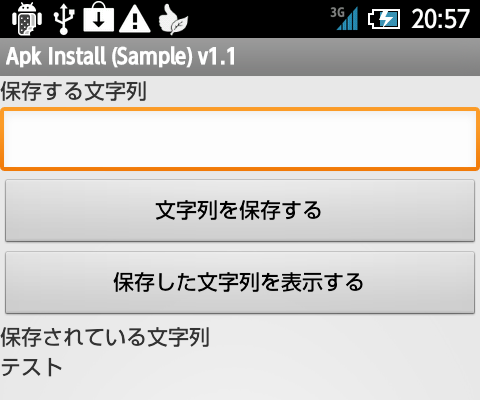 3G 20:57
Apk Install (Sample) v1.1
保存する文字列
文字列を保存する
保存した文字列を表示する
保存されている文字列
テスト